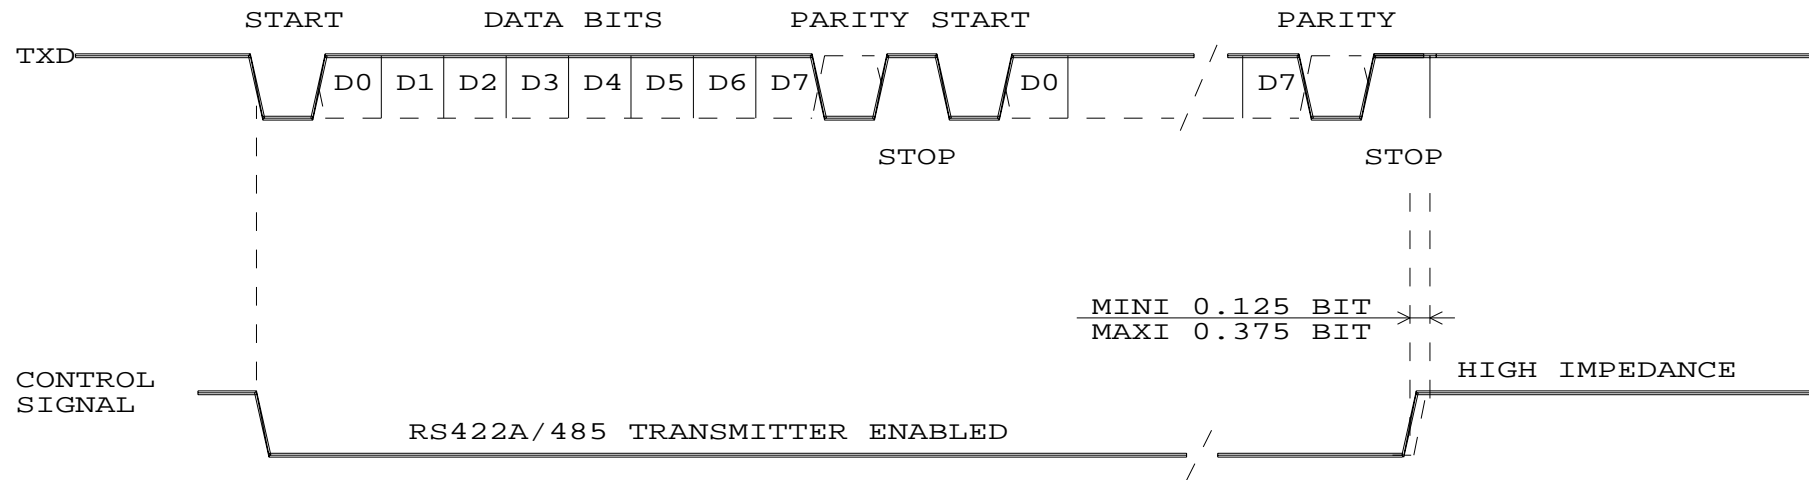 START DATA BITS PARITY START PARITY
TXD
D0 D1 D2 D3 D4 D5 D6 D7 D0 D7
STOP STOP
MINI 0.125 BIT
MAXI 0.375 BIT
HIGH IMPEDANCE
CONTROL
SIGNAL
RS422A/485 TRANSMITTER ENABLED